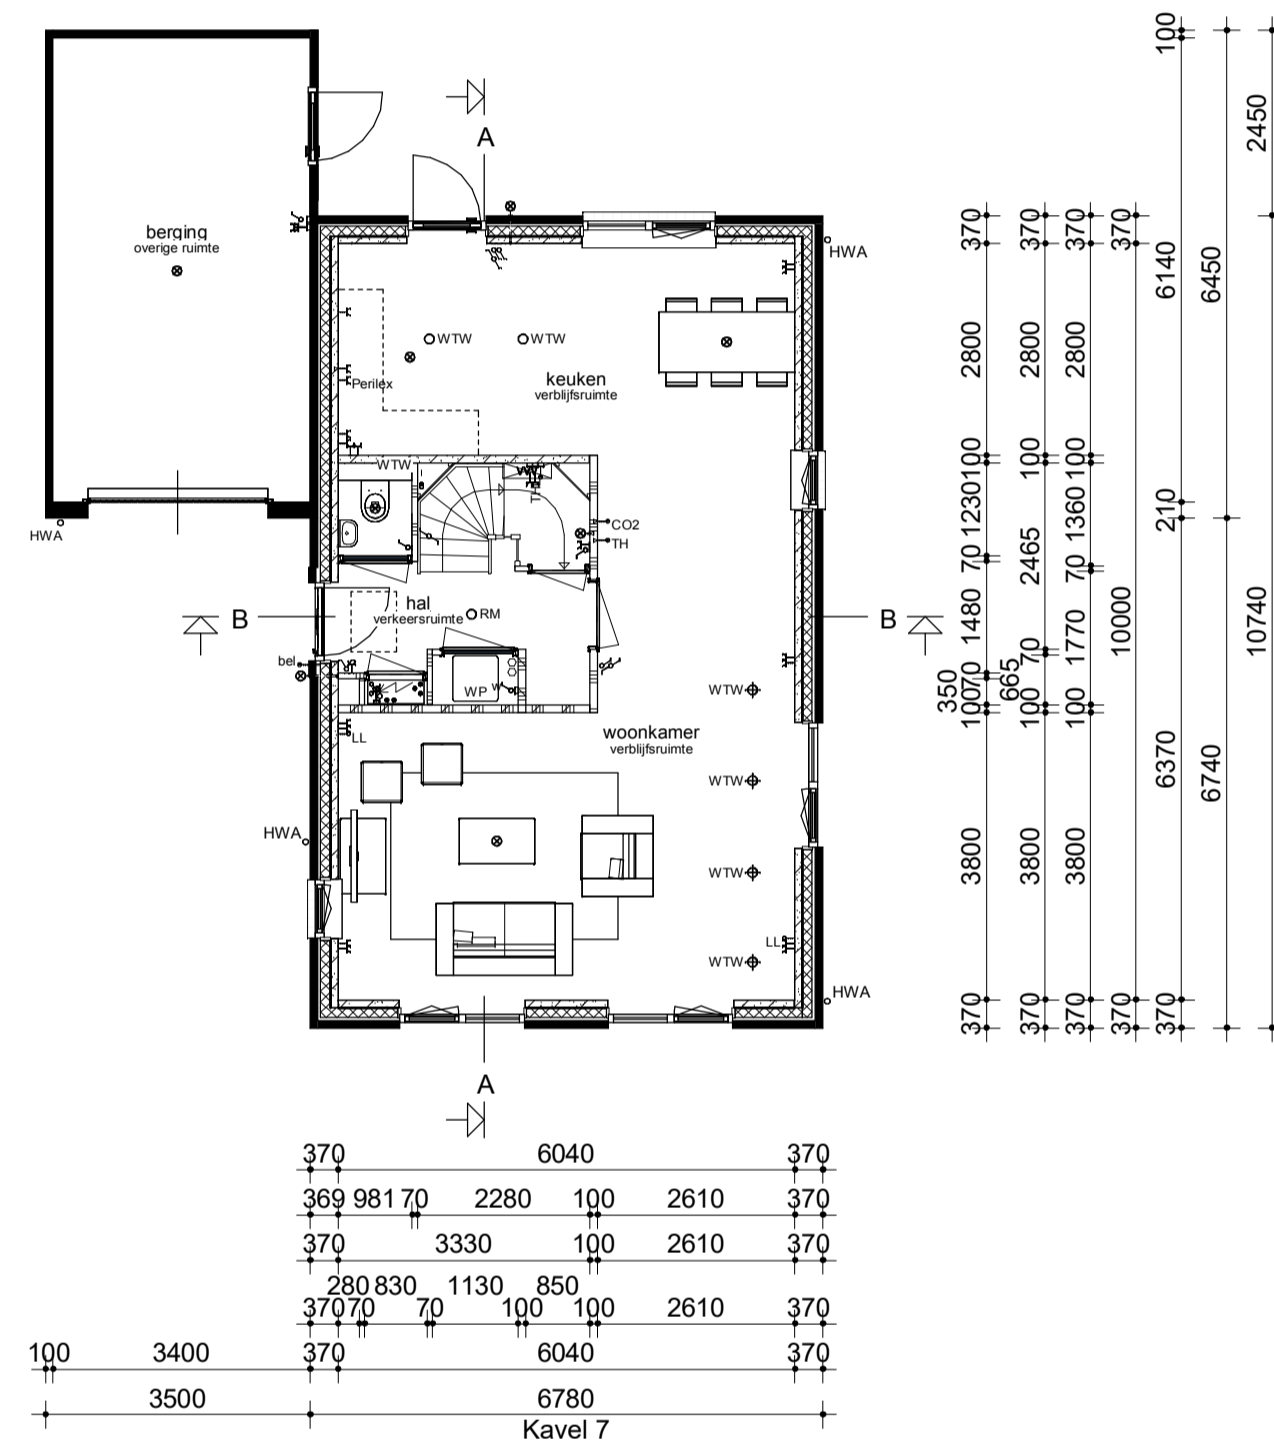 A
berging
overige ruimte
HWA
WTW
WTW
Perilex
keuken
verblijfsruimte
WTW
CO2
TH
HWA
hal
verkeersruimte
RM
B
B
bel
WP
WTW
LL
woonkamer
verblijfsruimte
WTW
HWA
WTW
LL
WTW
HWA
A
370 6040 370
369 981 70 2280 100 2610 370
370 3330 100 2610 370
280 830 1130 850
370 70 70 100 100 2610 370
100 3400 370 6040 370
3500 6780
Kavel 7
350
370 2800 100 1230 70 1480 70 100 3800 370
665
370 2800 100 2465 70 100 3800 370
370 2800 100 1360 70 1770 100 3800 370
370 10000 370
100 6140 210 6370 370
6450 6740
2450 10740